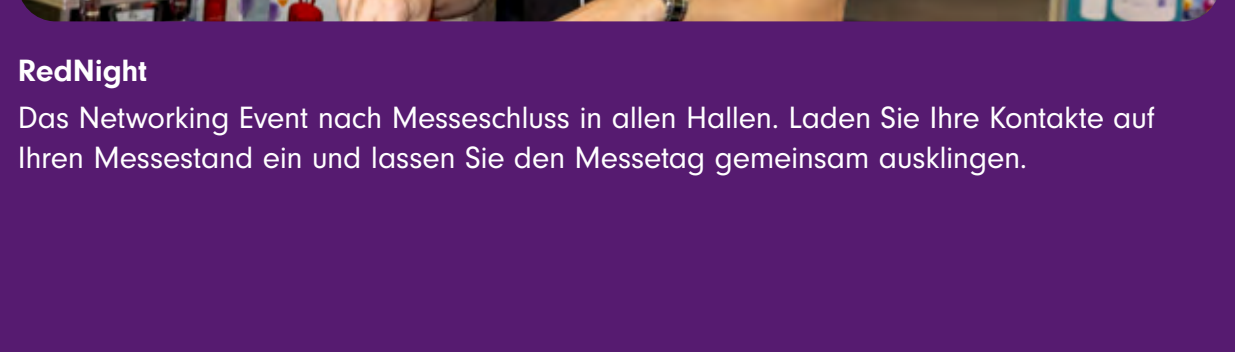 RedNight
Das Networking Event nach Messeschluss in allen Hallen. Laden Sie Ihre Kontakte auf
Ihren Messestand ein und lassen Sie den Messetag gemeinsam ausklingen.